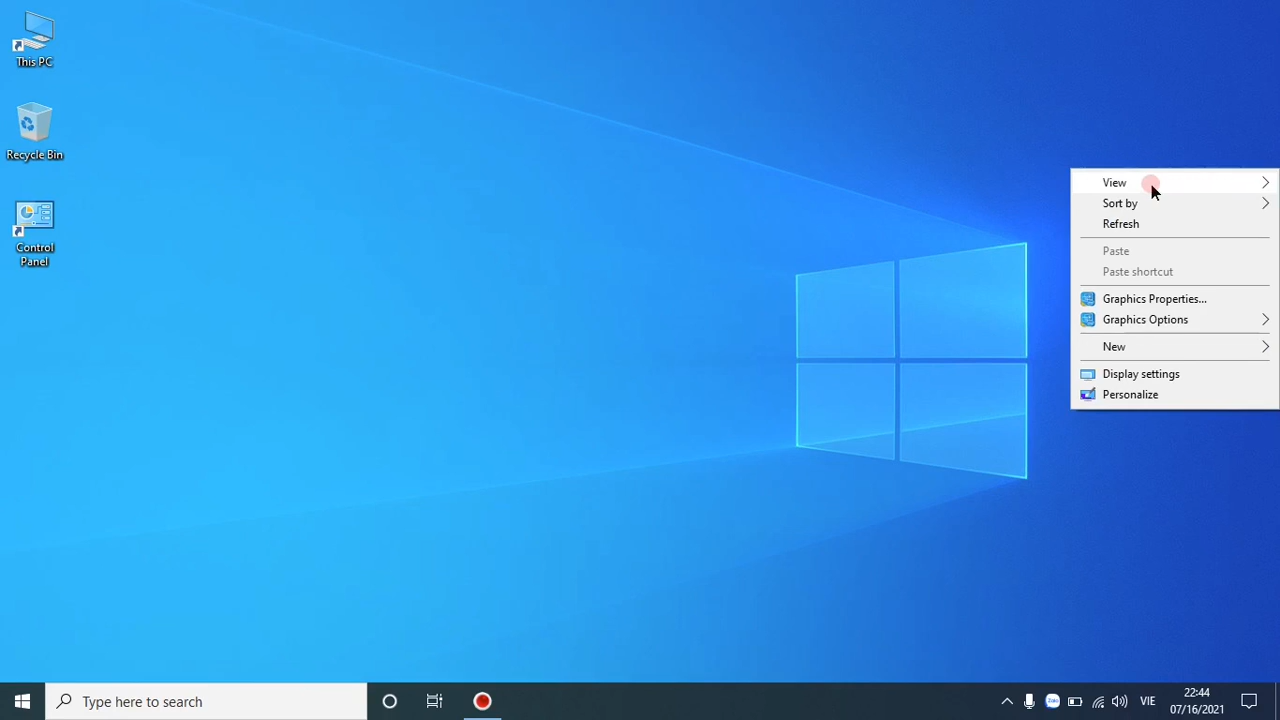 This PC
Recycle Bin
Control
Panel
View
Sort by
Refresh
Paste
Paste shortcut
Graphics Properties...
Graphics Options
New
Display settings
Personalize
Type here to search
Zalo
VIE
22:44
07/16/2021